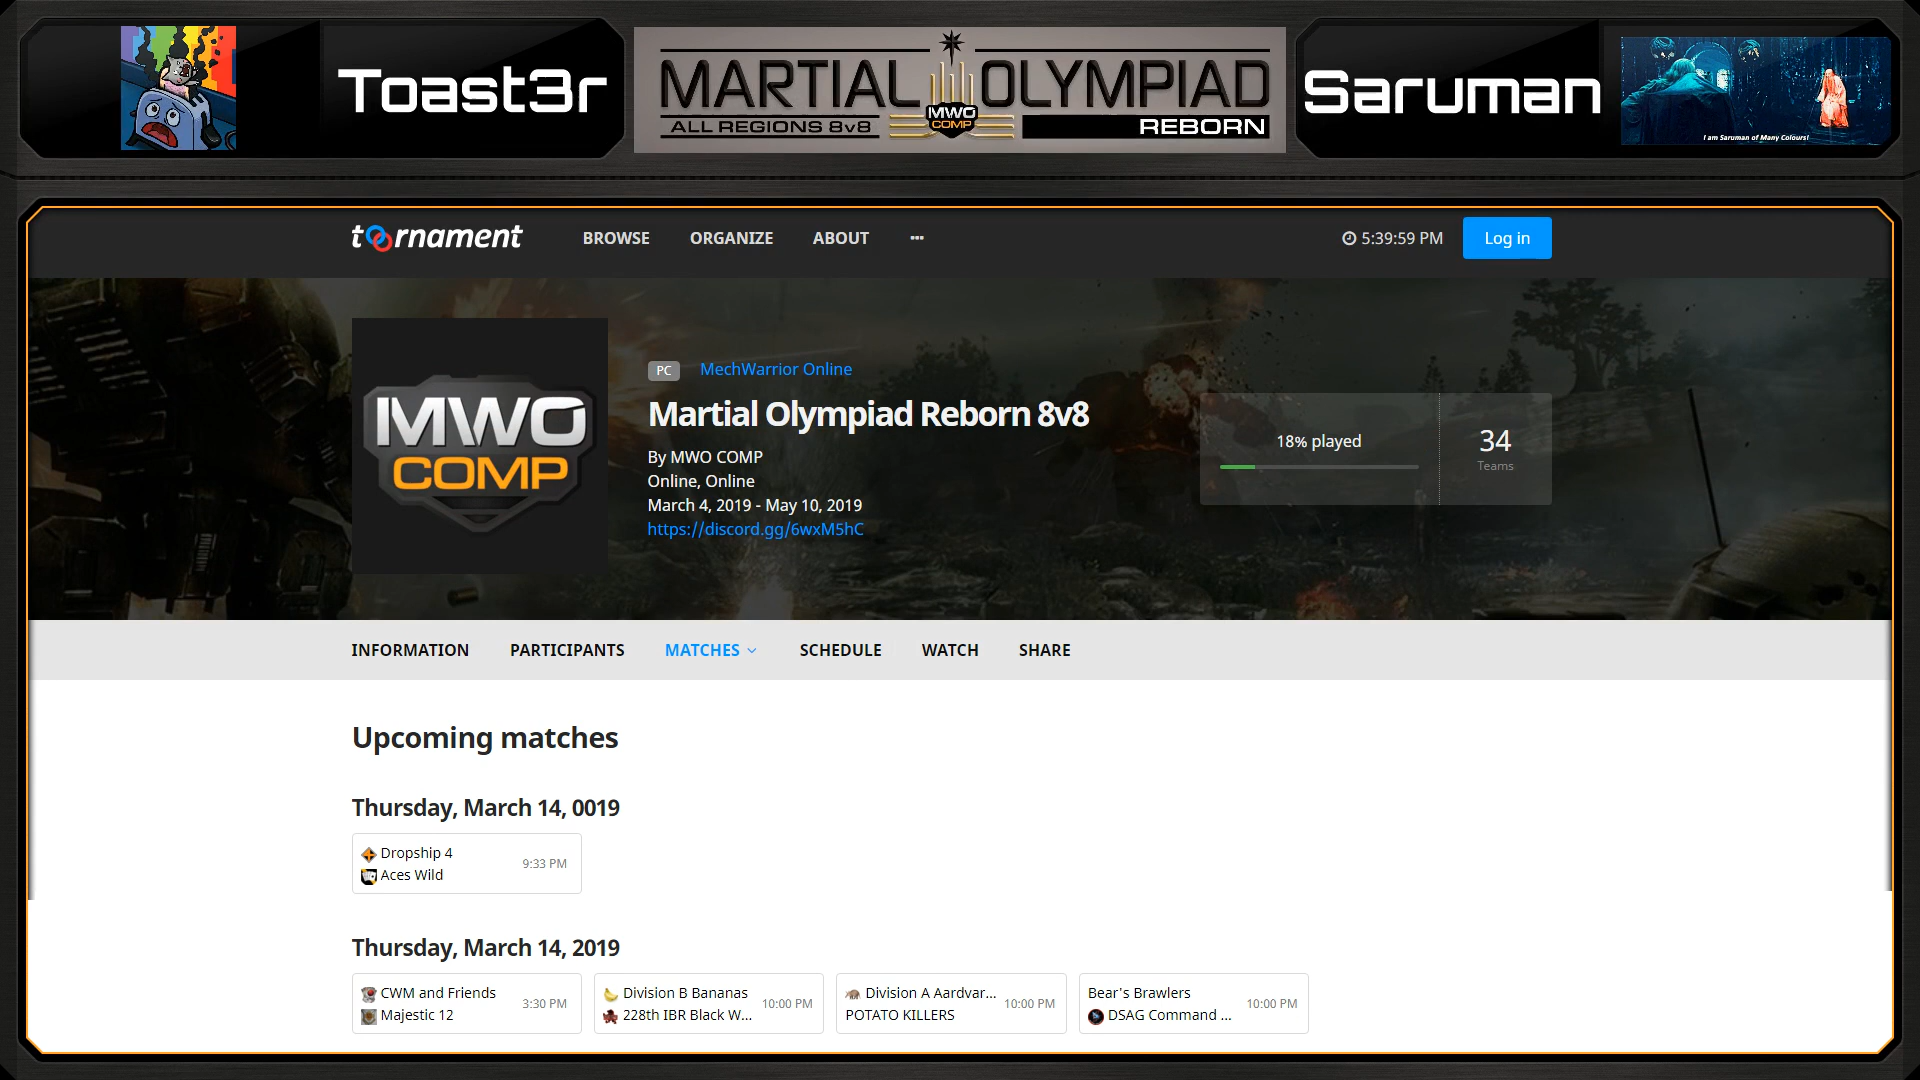 Toast3r
MARTIAL OLYMPIAD
ALL REGIONS 8v8
MWO
COMP
REBORN
Saruman
I am Saruman of Many Colours!
toornament
BROWSE
ORGANIZE
ABOUT
5:39:59 PM
Log in
MWO
COMP
PC
MechWarrior Online
Martial Olympiad Reborn 8v8
By MWO COMP
Online, Online
March 4, 2019 - May 10, 2019
https://discord.gg/6wxM5hC
18% played
34
Teams
INFORMATION
PARTICIPANTS
MATCHES
SCHEDULE
WATCH
SHARE
Upcoming matches
Thursday, March 14, 0019
Dropship 4
Aces Wild
9:33 PM
Thursday, March 14, 2019
CWM and Friends
Majestic 12
3:30 PM
Division B Bananas
228th IBR Black W...
10:00 PM
Division A Aardvar...
POTATO KILLERS
10:00 PM
Bear's Brawlers
DSAG Command ...
10:00 PM